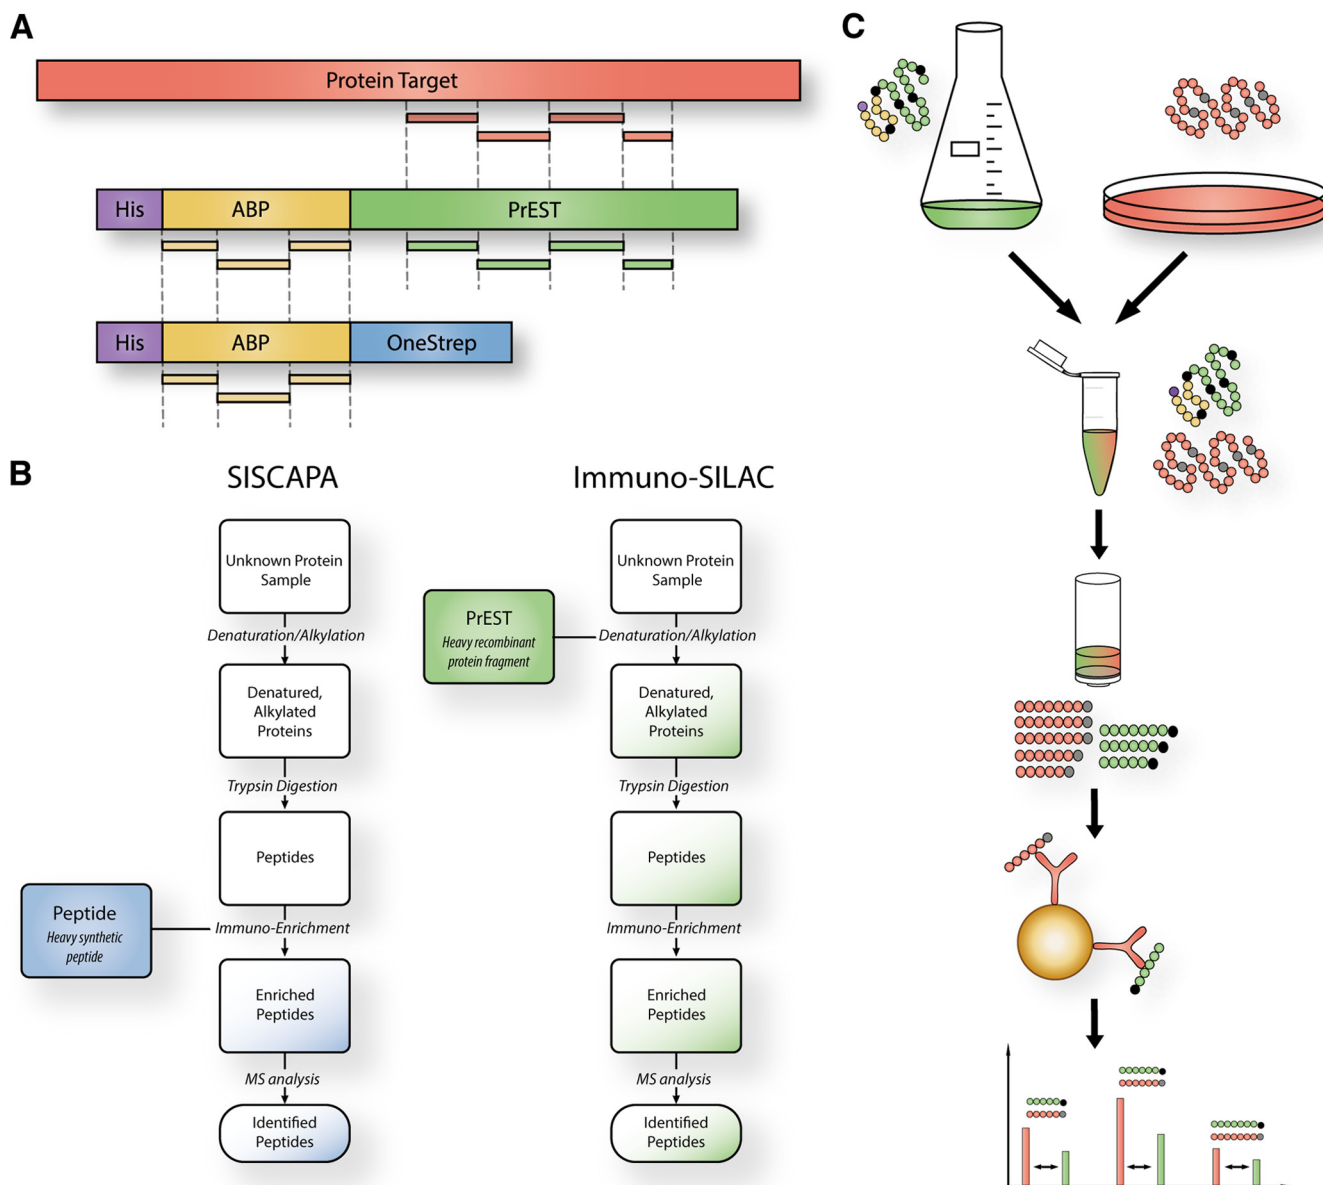 A
Protein Target
His
ABP
PrEST
His
ABP
OneStrep
B
SISCAPA
Unknown Protein
Sample
Denaturation/Alkylation
Denatured,
Alkylated
Proteins
Trypsin Digestion
Peptides
Peptide
Heavy synthetic
peptide
Immuno-Enrichment
Enriched
Peptides
MS analysis
Identified
Peptides
Immuno-SILAC
Unknown Protein
Sample
PrEST
Heavy recombinant
protein fragment
Denaturation/Alkylation
Denatured,
Alkylated
Proteins
Trypsin Digestion
Peptides
Immuno-Enrichment
Enriched
Peptides
MS analysis
Identified
Peptides
C